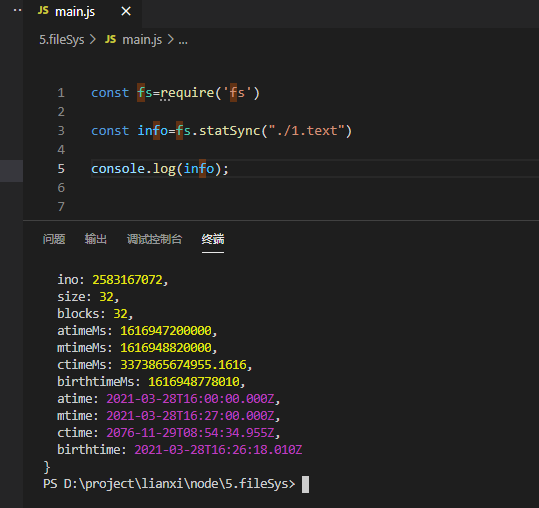 JS main.js
5.fileSys > JS main.js > ...
1 const fs=require('fs')
2
3 const info=fs.statSync("./1.text")
4
5 console.log(info);
6
7
问题 输出 调试控制台 终端
ino: 2583167072,
size: 32,
blocks: 32,
atimeMs: 1616947200000,
mtimeMs: 1616948820000,
ctimeMs: 3373865674955.1616,
birthtimeMs: 1616948778010,
atime: 2021-03-28T16:00:00.000Z,
mtime: 2021-03-28T16:27:00.000Z,
ctime: 2076-11-29T08:54:34.955Z,
birthtime: 2021-03-28T16:26:18.010Z
}
PS D:\project\lianxi\node\5.fileSys>